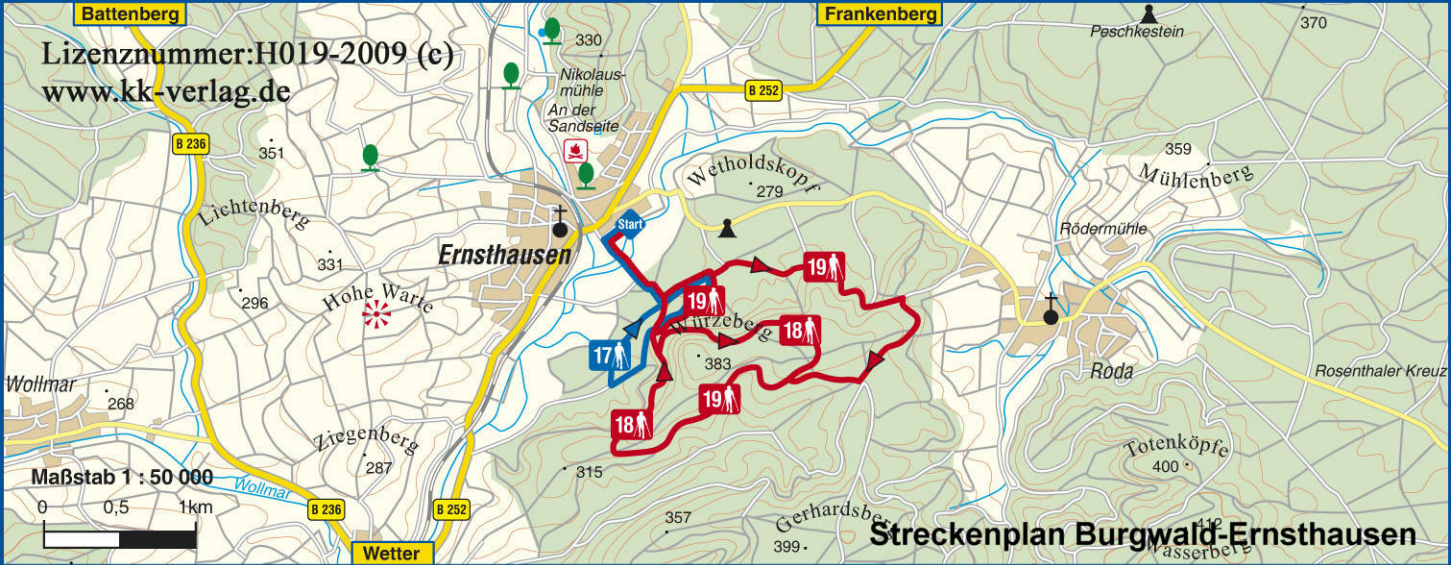 Battenberg
Frankenberg
Lizenznummer:H019-2009 (c)
www.kk-verlag.de
330
Nikolaus-
mühle
An der
Sandseite
B 252
Peschkestein
370
B 236
351
Wetholdskopf
279
359
Mühlenberg
Lichtenberg
Start
Rödermühle
Ernsthausen
331
296
Hohe Warte
19
19
Würzeberg
18
17
383
Roda
Rosenthaler Kreuz
Wollmar
268
19
18
Ziegenberg
287
Totenköpfe
400
315
Maßstab 1 : 50 000
0 0,5 1km
Wollmar
B 236
B 252
357
Gerhardsberg
399
412
Streckenplan Burgwald-Ernsthausen
Wasserberg
Wetter